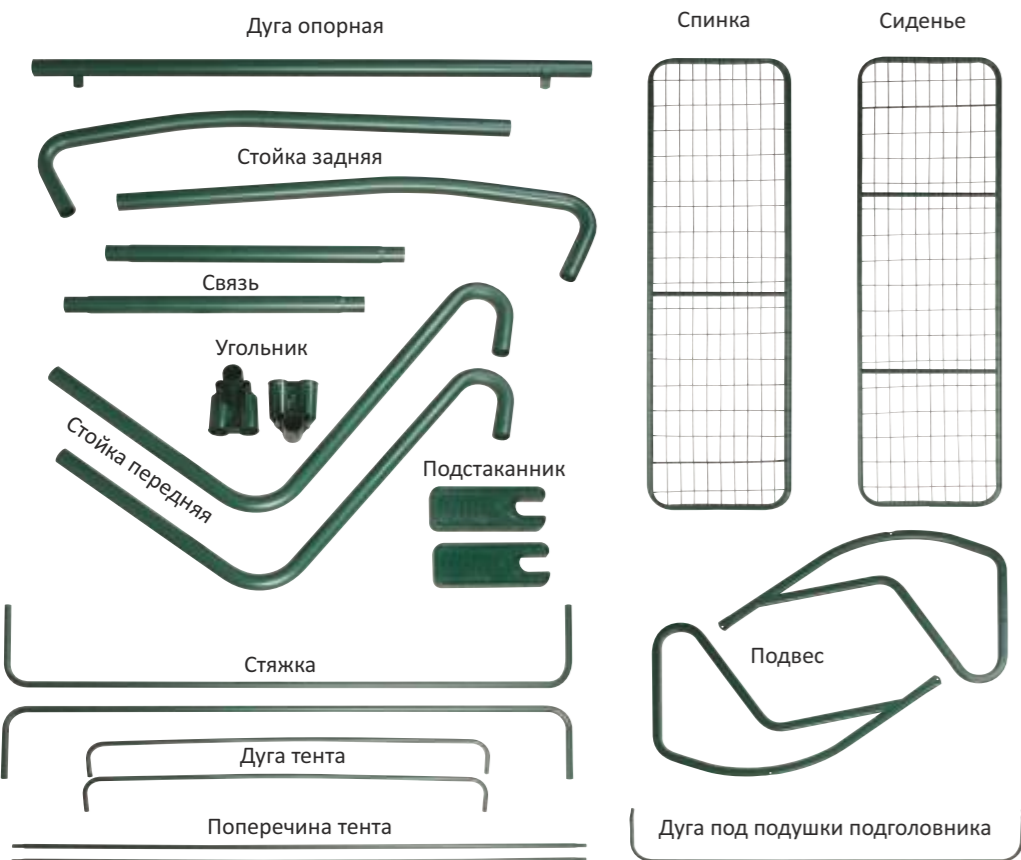 Дуга опорная
Спинка
Сиденье
Стойка задняя
Связь
Угольник
Стойка передняя
Подстаканник
Стяжка
Подвес
Дуга тента
Поперечина тента
Дуга под подушки подголовника